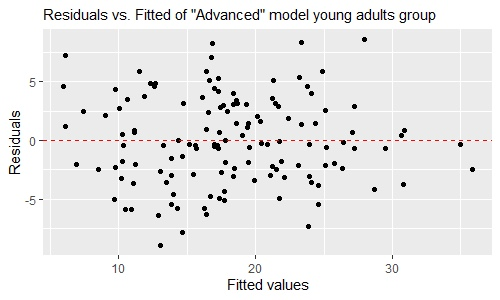 Residuals vs. Fitted of "Advanced" model young adults group
Residuals
5
0
-5
10
20
30
Fitted values